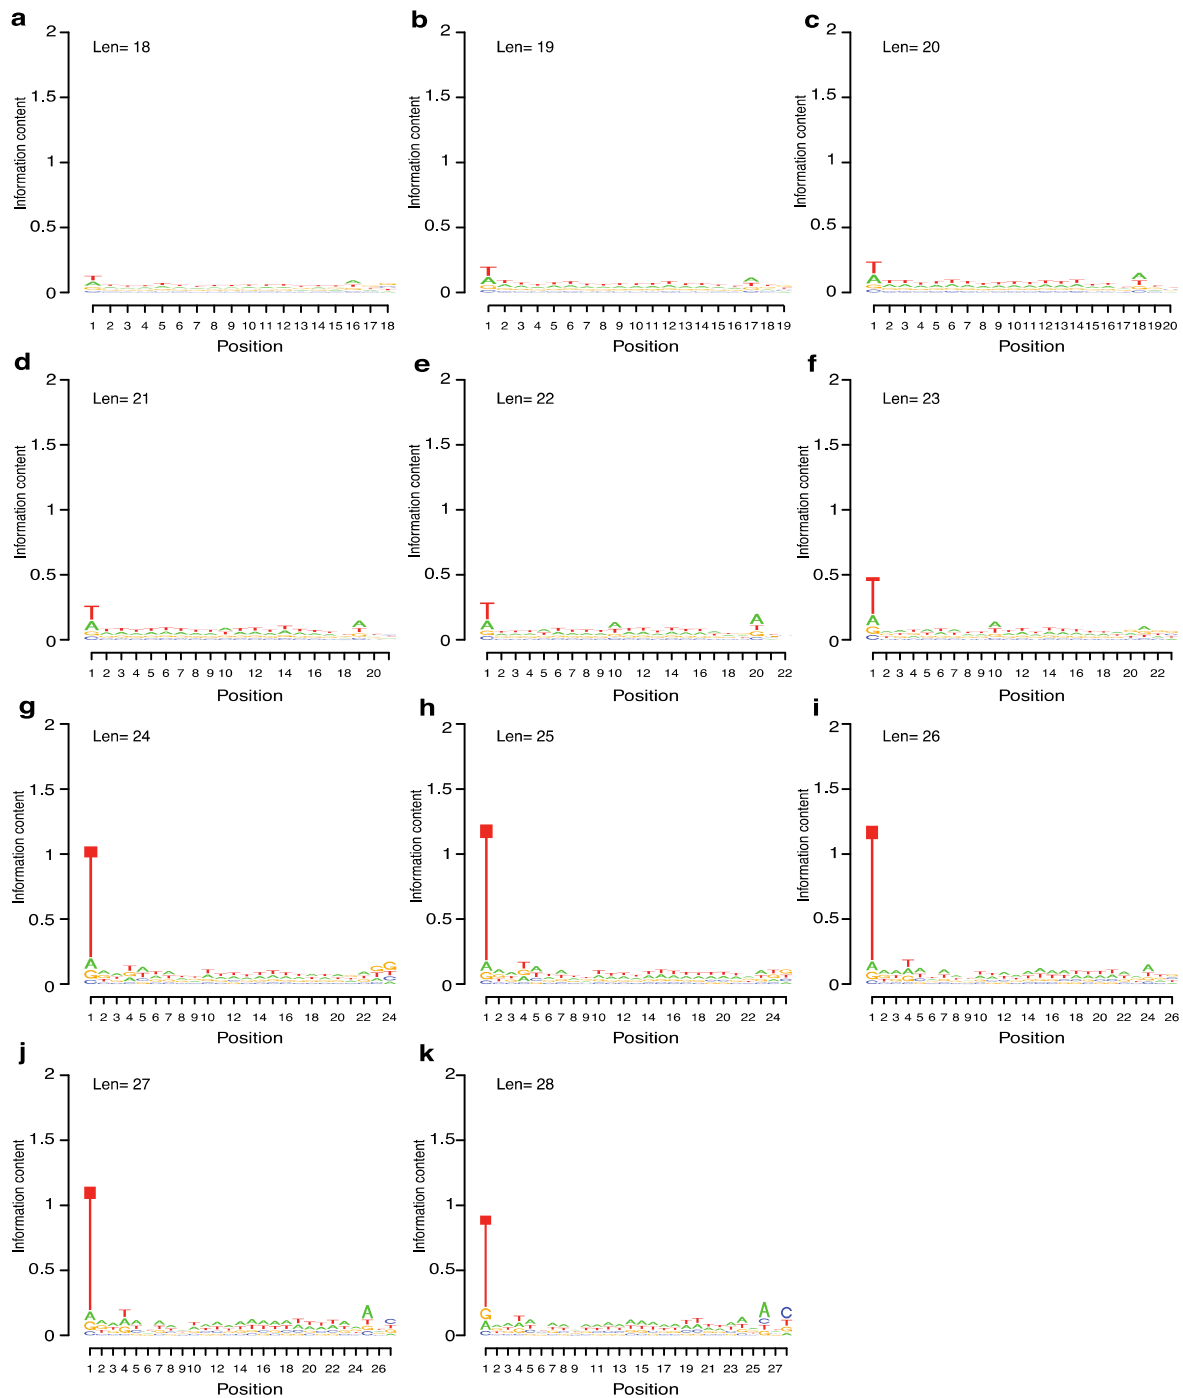 a
Len= 18
Information content
2
1.5
1
0.5
0
1 2 3 4 5 6 7 8 9 10 11 12 13 14 15 16 17 18
Position
b
Len= 19
Information content
2
1.5
1
0.5
0
1 2 3 4 5 6 7 8 9 10 11 12 13 14 15 16 17 18 19
Position
c
Len= 20
Information content
2
1.5
1
0.5
0
1 2 3 4 5 6 7 8 9 10 11 12 13 14 15 16 17 18 19 20
Position
d
Len= 21
Information content
2
1.5
1
0.5
0
1 2 3 4 5 6 7 8 9 10 12 14 16 18 20
Position
e
Len= 22
Information content
2
1.5
1
0.5
0
1 2 3 4 5 6 7 8 9 10 12 14 16 18 20 22
Position
f
Len= 23
Information content
2
1.5
1
0.5
0
1 2 3 4 5 6 7 8 9 10 12 14 16 18 20 22
Position
g
Len= 24
Information content
2
1.5
1
0.5
0
1 2 3 4 5 6 7 8 9 10 12 14 16 18 20 22 24
Position
h
Len= 25
Information content
2
1.5
1
0.5
0
1 2 3 4 5 6 7 8 9 10 12 14 16 18 20 22 24
Position
i
Len= 26
Information content
2
1.5
1
0.5
0
1 2 3 4 5 6 7 8 9 10 12 14 16 18 20 22 24 26
Position
j
Len= 27
Information content
2
1.5
1
0.5
0
1 2 3 4 5 6 7 8 9 10 12 14 16 18 20 22 24 26
Position
k
Len= 28
Information content
2
1.5
1
0.5
0
1 2 3 4 5 6 7 8 9 11 13 15 17 19 21 23 25 27
Position